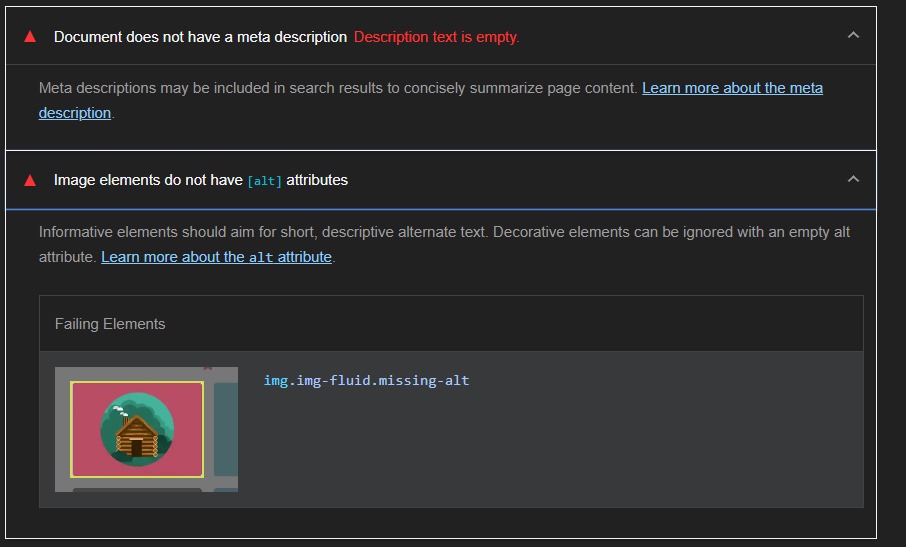 Document does not have a meta description Description text is empty.
Meta descriptions may be included in search results to concisely summarize page content. Learn more about the meta
description.
Image elements do not have [alt] attributes
Informative elements should aim for short, descriptive alternate text. Decorative elements can be ignored with an empty alt
attribute. Learn more about the alt attribute.
Failing Elements
img.img-fluid.missing-alt